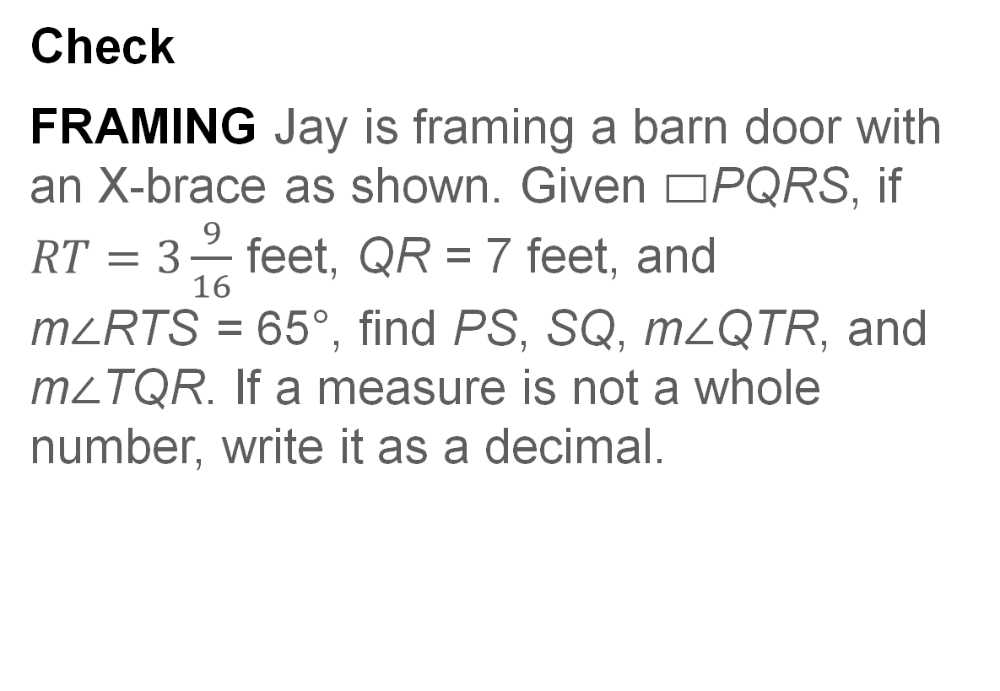 Check
FRAMING Jay is framing a barn door with
an X-brace as shown. Given □PQRS, if
RT = 3 9/16 feet, QR = 7 feet, and
m∠RTS = 65°, find PS, SQ, m∠QTR, and
m∠TQR. If a measure is not a whole
number, write it as a decimal.